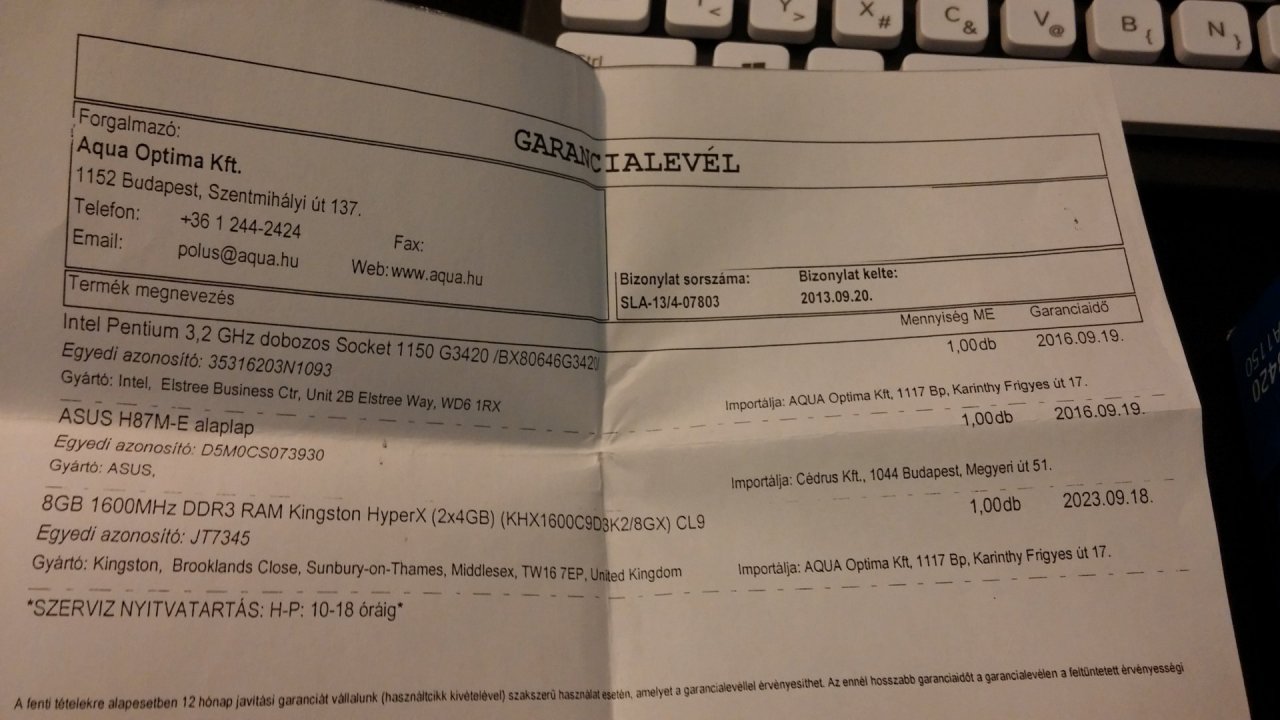 Y >
X #
C &
V @
B {
N }
GARANCIALEVÉL
Forgalmazó:
Aqua Optima Kft.
1152 Budapest, Szentmihályi út 137.
Telefon: +36 1 244-2424 Fax:
Email: polus@aqua.hu Web: www.aqua.hu
Bizonylat sorszáma: Bizonylat kelte:
SLA-13/4-07803 2013.09.20.
Termék megnevezés Mennyiség ME Garanciaidő
Intel Pentium 3,2 GHz dobozos Socket 1150 G3420 /BX80646G3420/ 1,00db 2016.09.19.
Egyedi azonosító: 35316203N1093
Gyártó: Intel, Elstree Business Ctr, Unit 2B Elstree Way, WD6 1RX Importálja: AQUA Optima Kft, 1117 Bp, Karinthy Frigyes út 17.
ASUS H87M-E alaplap 1,00db 2016.09.19.
Egyedi azonosító: D5M0CS073930
Gyártó: ASUS, Importálja: Cédrus Kft., 1044 Budapest, Megyeri út 51.
8GB 1600MHz DDR3 RAM Kingston HyperX (2x4GB) (KHX1600C9D3K2/8GX) CL9 1,00db 2023.09.18.
Egyedi azonosító: JT7345
Gyártó: Kingston, Brooklands Close, Sunbury-on-Thames, Middlesex, TW16 7EP, United Kingdom Importálja: AQUA Optima Kft, 1117 Bp, Karinthy Frigyes út 17.
*SZERVIZ NYITVATARTÁS: H-P: 10-18 óráig*
A fenti tételekre alapesetben 12 hónap javítási garanciát vállalunk (használtcikk kivételével) szakszerű használat esetén, amelyet a garancialevéllel érvényesíthet. Az ennél hosszabb garanciaidőt a garancialevélen a feltüntetett érvényességi